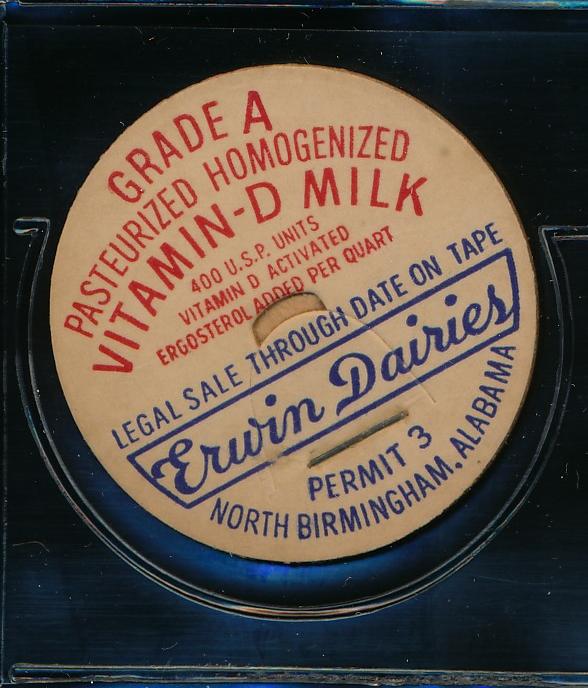 GRADE A
PASTEURIZED HOMOGENIZED
VITAMIN-D MILK
400 U.S.P. UNITS
VITAMIN D ACTIVATED
ERGOSTEROL ADDED PER QUART
LEGAL SALE THROUGH DATE ON TAPE
Erwin Dairies
PERMIT 3
NORTH BIRMINGHAM, ALABAMA